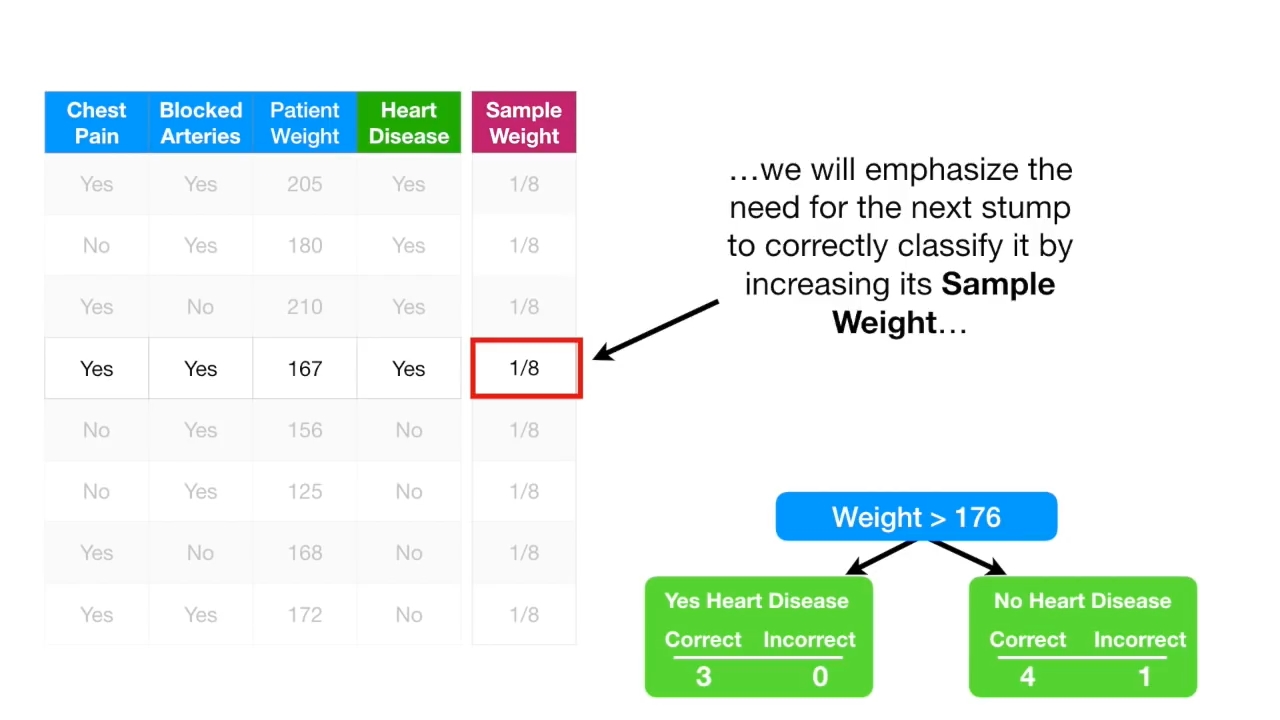 Chest Pain Blocked Arteries Patient Weight Heart Disease Sample Weight
Yes Yes 205 Yes 1/8
No Yes 180 Yes 1/8
Yes No 210 Yes 1/8
Yes Yes 167 Yes 1/8
No Yes 156 No 1/8
No Yes 125 No 1/8
Yes No 168 No 1/8
Yes Yes 172 No 1/8
…we will emphasize the
need for the next stump
to correctly classify it by
increasing its Sample
Weight…
Weight > 176
Yes Heart Disease
Correct Incorrect
3 0
No Heart Disease
Correct Incorrect
4 1